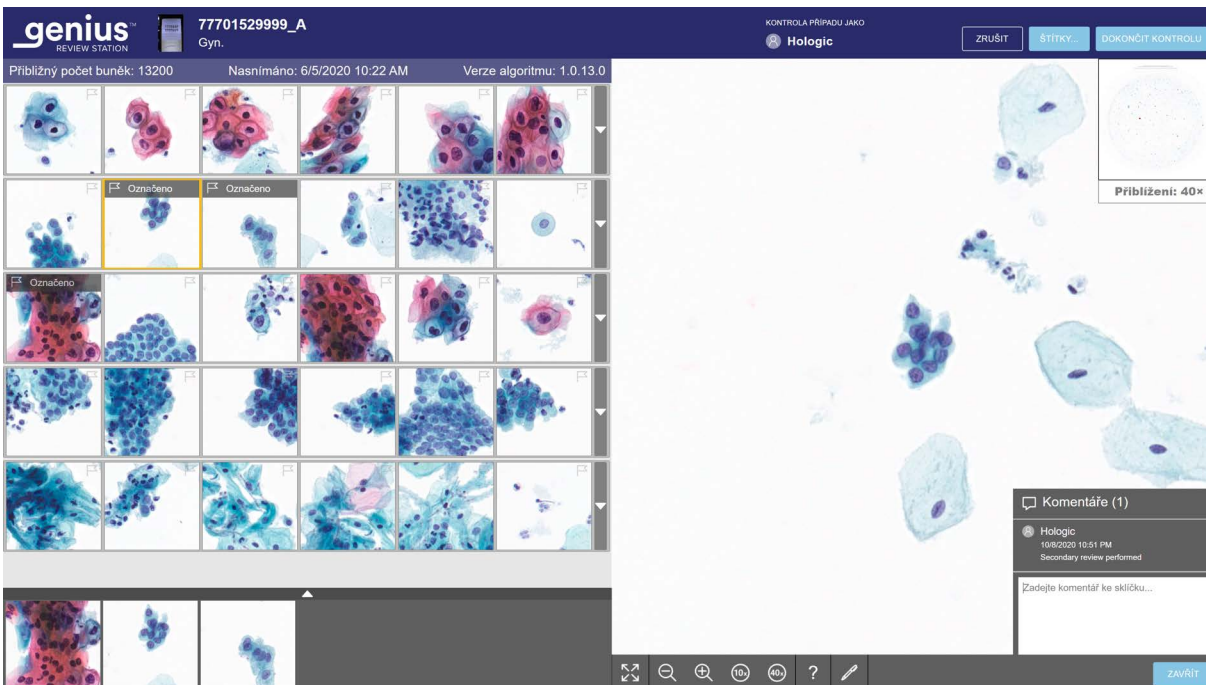 genius™
REVIEW STATION
77701529999_A
Gyn.
KONTROLA PŘÍPADU JAKO
Hologic
ZRUŠIT
ŠTÍTKY...
DOKONČIT KONTROLU
Přibližný počet buněk: 13200
Nasnímáno: 6/5/2020 10:22 AM
Verze algoritmu: 1.0.13.0
Označeno
Označeno
Označeno
Přiblížení: 40×
Komentáře (1)
Hologic
10/8/2020 10:51 PM
Secondary review performed
Zadejte komentář ke sklíčku...
10x
40x
?
ZAVŘÍT